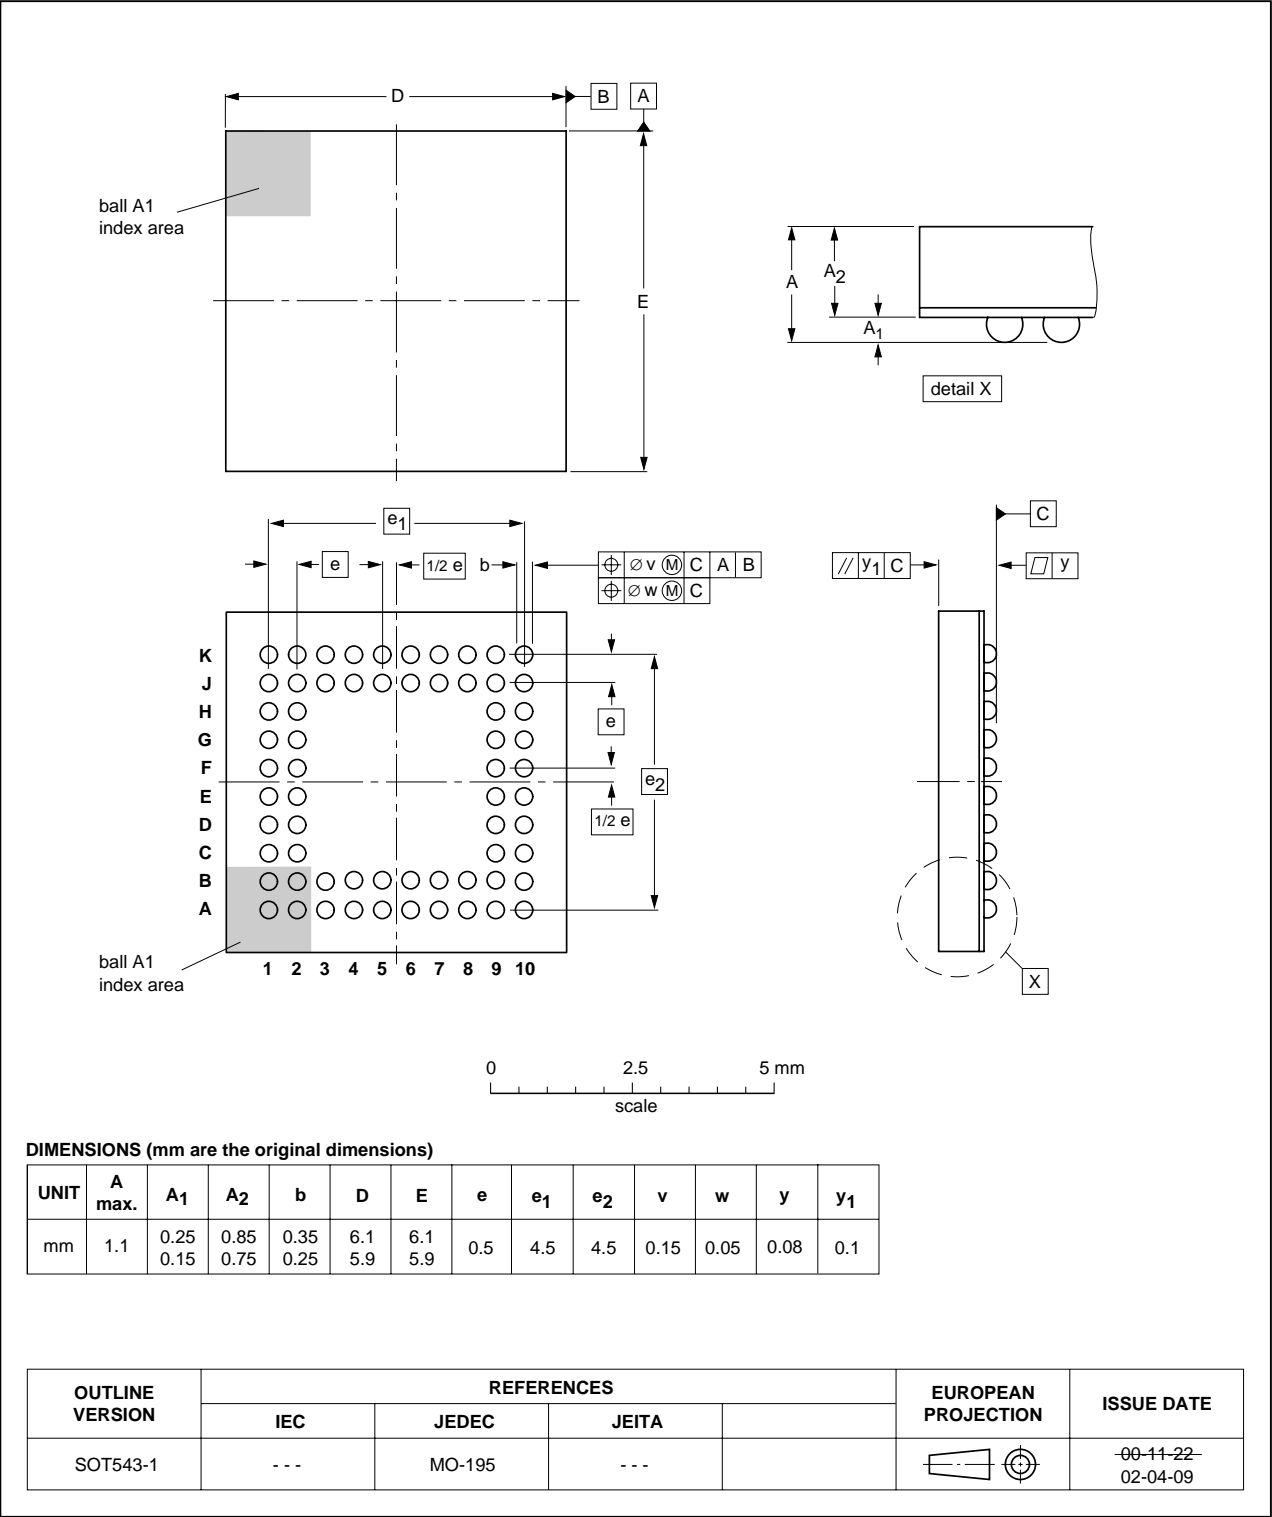 D B A
ball A1
index area
E
A A2
A1
detail X
e1
C
e 1/2 e b ∅ v Ⓜ C A B
∅ w Ⓜ C
// y1 C y
K
J
H
G
F
E
D
C
B
A
e
e2
1/2 e
ball A1
index area
1 2 3 4 5 6 7 8 9 10
X
0 2.5 5 mm
scale
DIMENSIONS (mm are the original dimensions)
UNIT A max. A1 A2 b D E e e1 e2 v w y y1
mm 1.1 0.25 0.15 0.85 0.75 0.35 0.25 6.1 5.9 6.1 5.9 0.5 4.5 4.5 0.15 0.05 0.08 0.1
OUTLINE VERSION REFERENCES EUROPEAN PROJECTION ISSUE DATE
IEC JEDEC JEITA
SOT543-1 - - - MO-195 - - - 00-11-22
02-04-09